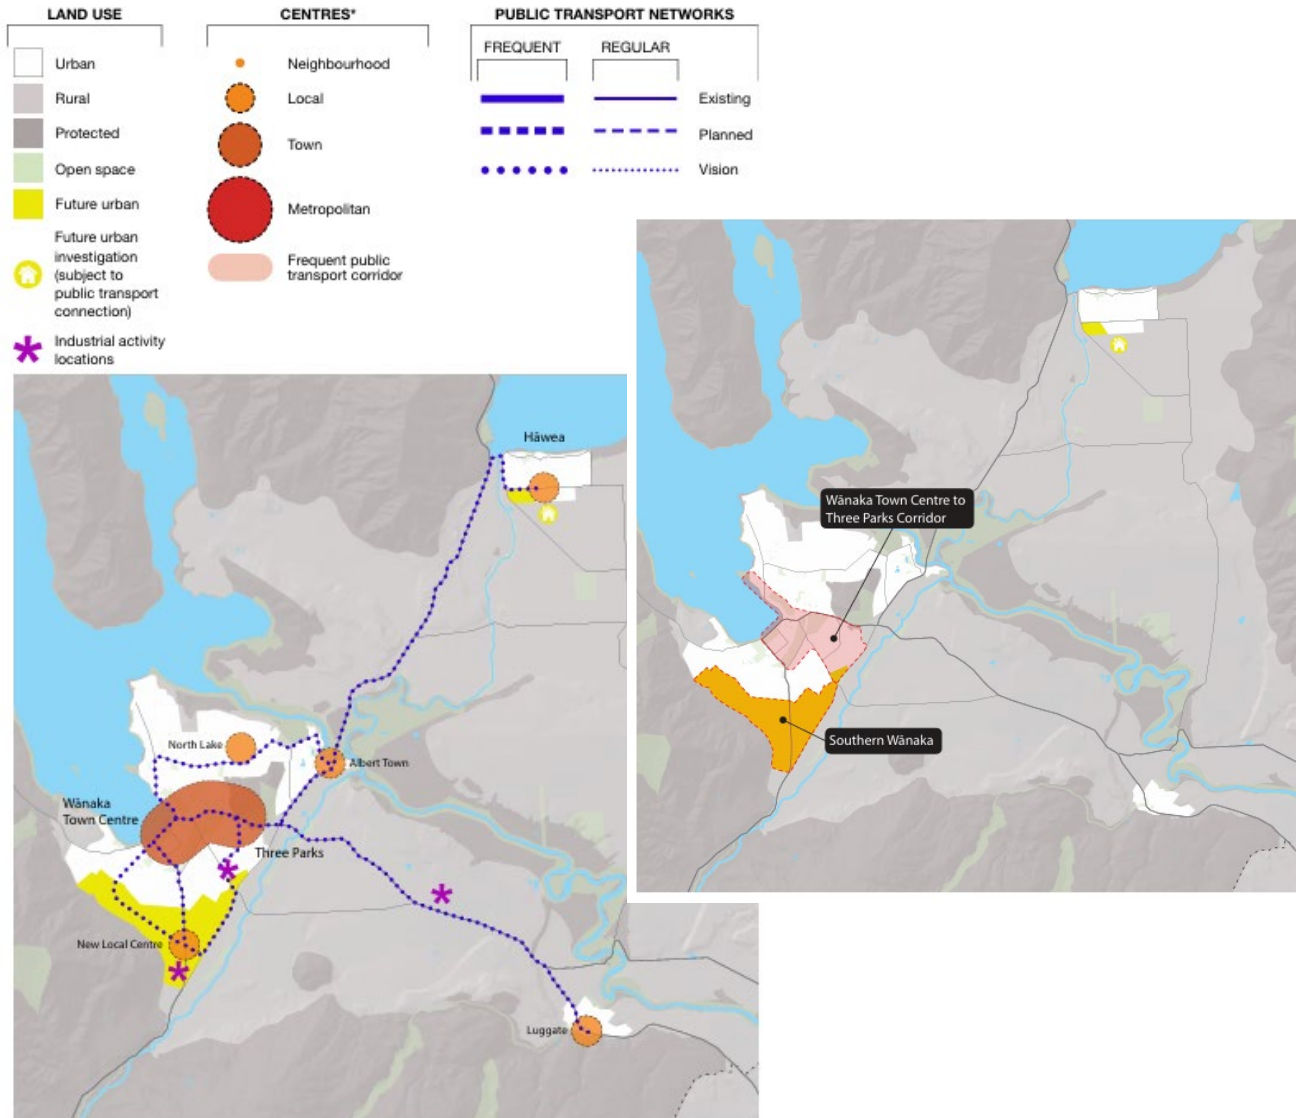 LAND USE
Urban
Rural
Protected
Open space
Future urban
Future urban
investigation
(subject to
public transport
connection)
Industrial activity
locations
CENTRES*
Neighbourhood
Local
Town
Metropolitan
Frequent public
transport corridor
PUBLIC TRANSPORT NETWORKS
FREQUENT
REGULAR
Existing
Planned
Vision
Hāwea
North Lake
Albert Town
Wānaka
Town Centre
Three Parks
New Local Centre
Luggate
Wānaka Town Centre to
Three Parks Corridor
Southern Wānaka